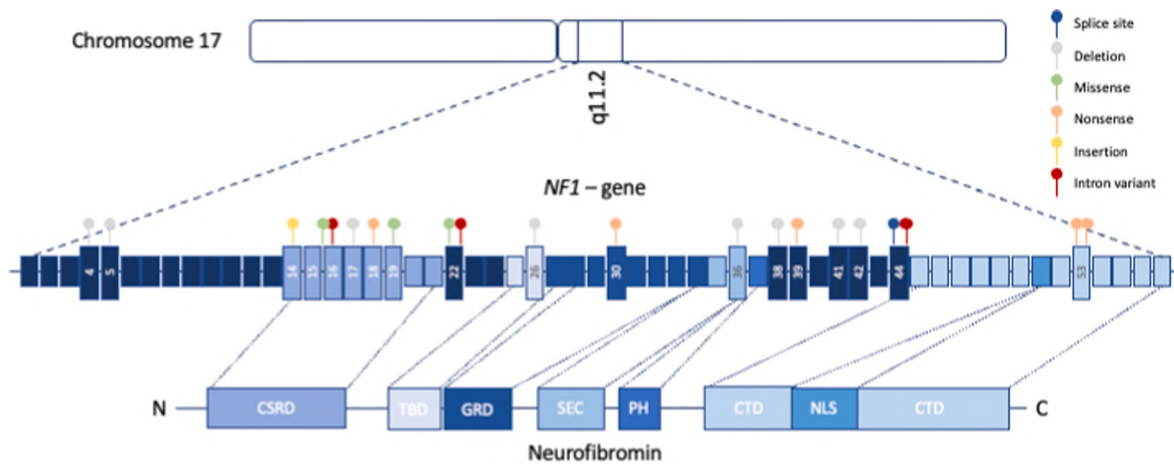 Chromosome 17
q11.2
Splice site
Deletion
Missense
Nonsense
Insertion
Intron variant
NF1 – gene
4 5 14 15 16 17 18 19 22 26 30 36 38 39 41 42 44 53
N CSRD TBD GRD SEC PH CTD NLS CTD C
Neurofibromin